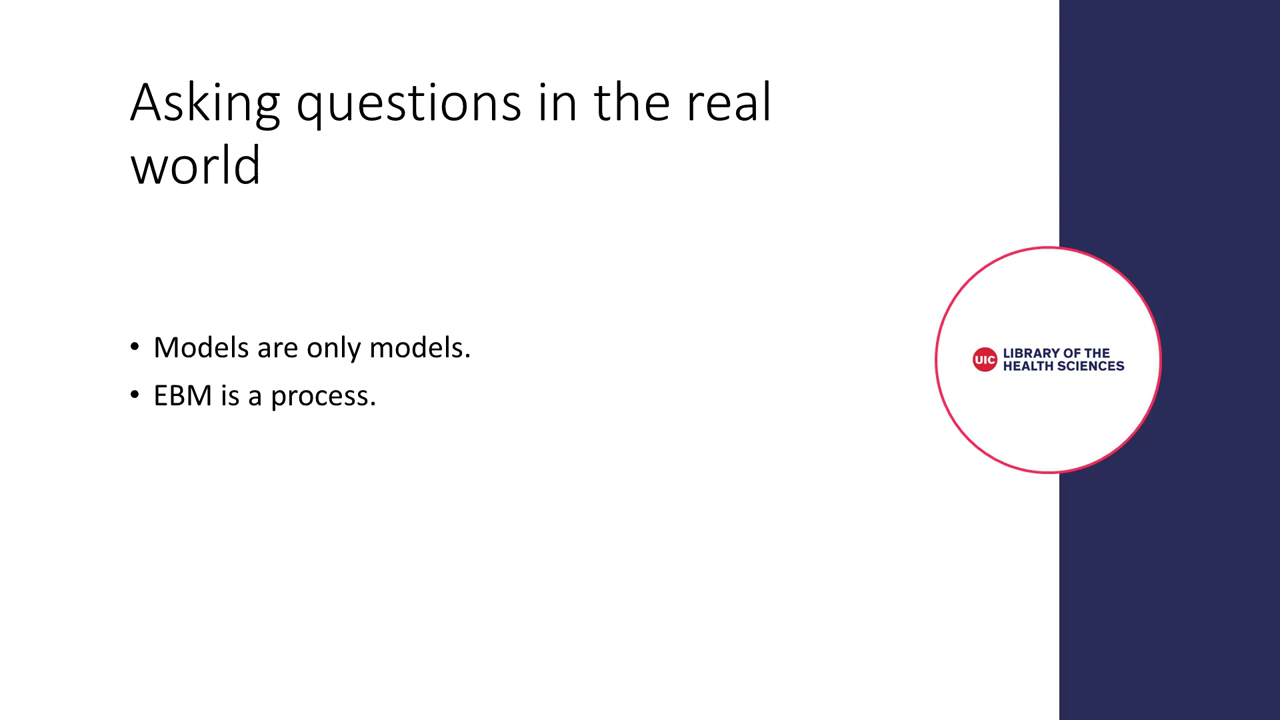 Asking questions in the real
world
• Models are only models.
• EBM is a process.
UIC
LIBRARY OF THE
HEALTH SCIENCES